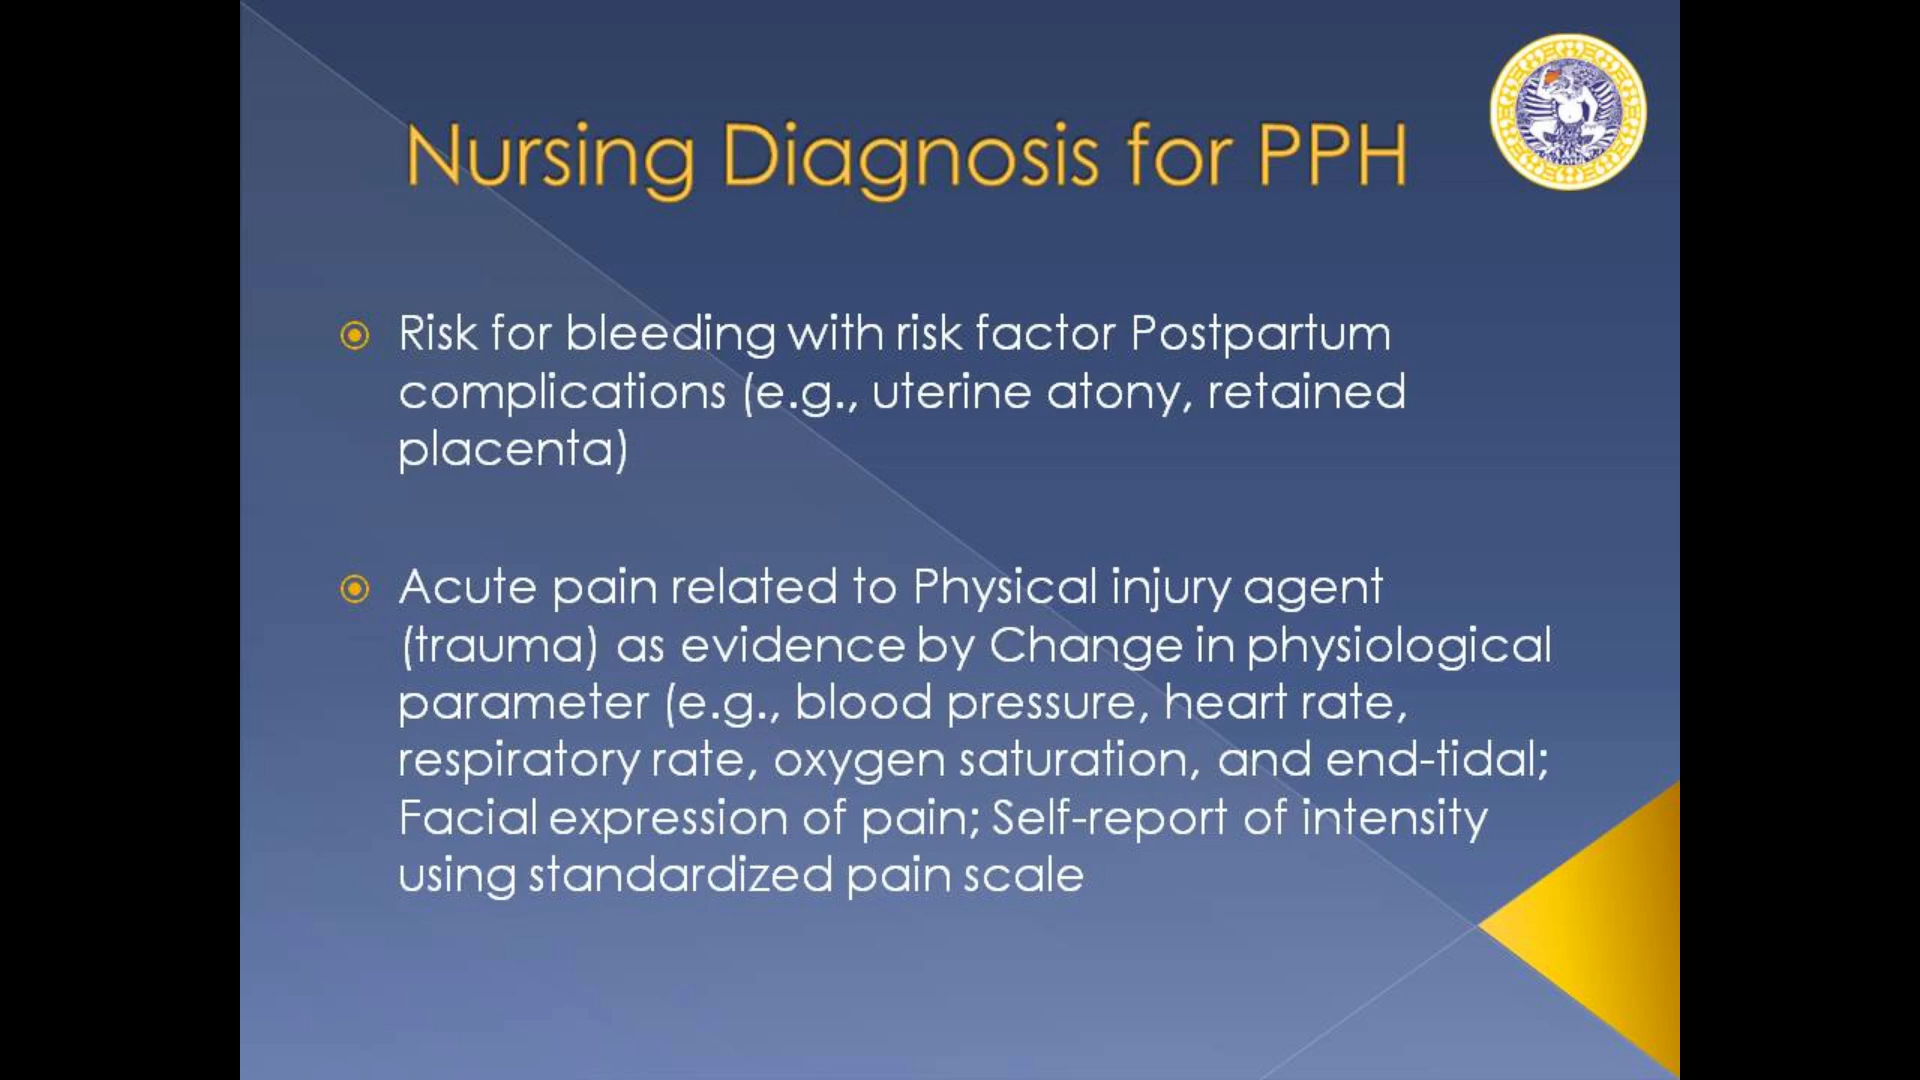 Nursing Diagnosis for PPH
Risk for bleeding with risk factor Postpartum
complications (e.g., uterine atony, retained
placenta)
Acute pain related to Physical injury agent
(trauma) as evidence by Change in physiological
parameter (e.g., blood pressure, heart rate,
respiratory rate, oxygen saturation, and end-tidal;
Facial expression of pain; Self-report of intensity
using standardized pain scale